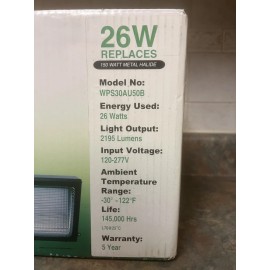 26W
REPLACES
150 WATT METAL HALIDE
Model No:
WPS30AU50B
Energy Used:
26 Watts
Light Output:
2195 Lumens
Input Voltage:
120-277V
Ambient
Temperature
Range:
-30° ~122°F
Life:
145,000 Hrs
Warranty:
5 Year